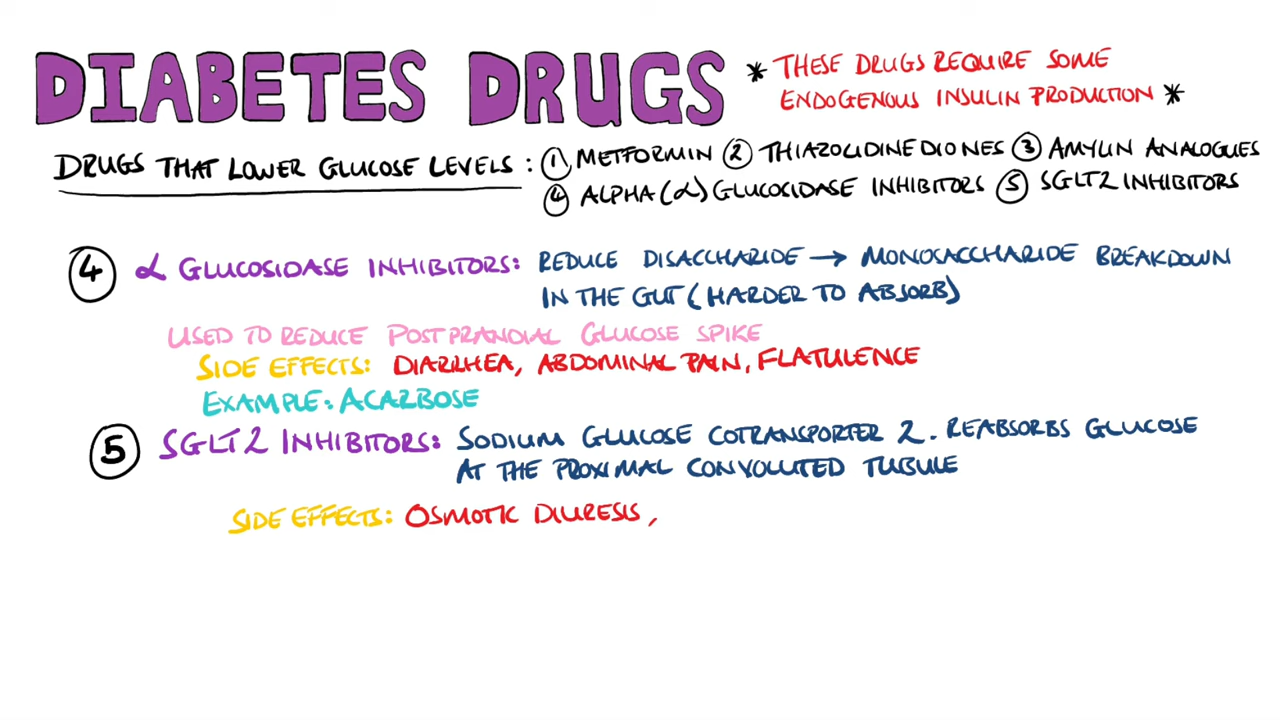 DIABETES DRUGS
* THESE DRUGS REQUIRE SOME
ENDOGENOUS INSULIN PRODUCTION *
DRUGS THAT LOWER GLUCOSE LEVELS: ① METFORMIN ② THIAZOLIDINEDIONES ③ AMYLIN ANALOGUES
④ ALPHA (α) GLUCOSIDASE INHIBITORS ⑤ SGLT2 INHIBITORS
④ α GLUCOSIDASE INHIBITORS: REDUCE DISACCHARIDE → MONOSACCHARIDE BREAKDOWN
IN THE GUT (HARDER TO ABSORB)
USED TO REDUCE POSTPRANDIAL GLUCOSE SPIKE
SIDE EFFECTS: DIARRHEA, ABDOMINAL PAIN, FLATULENCE
EXAMPLE: ACARBOSE
⑤ SGLT2 INHIBITORS: SODIUM GLUCOSE COTRANSPORTER 2. REABSORBS GLUCOSE
AT THE PROXIMAL CONVOLUTED TUBULE
SIDE EFFECTS: OSMOTIC DIURESIS,